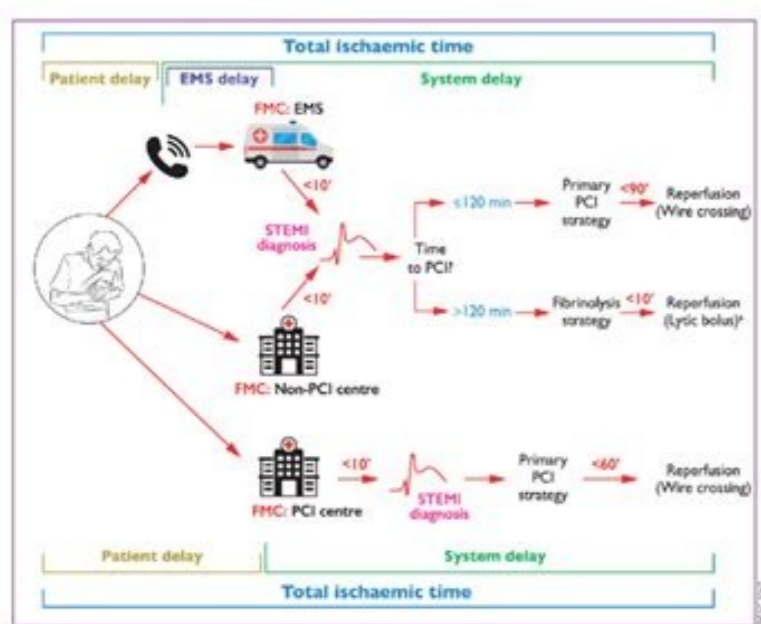 Total ischaemic time
Patient delay
EMS delay
System delay
FMC: EMS
<10'
STEMI
diagnosis
<10'
Time
to PCI?
≤120 min
Primary
PCI
strategy
<90'
Reperfusion
(Wire crossing)
>120 min
Fibrinolysis
strategy
<10'
Reperfusion
(Lytic bolus)ᵃ
FMC: Non-PCI centre
FMC: PCI centre
<10'
STEMI
diagnosis
Primary
PCI
strategy
<60'
Reperfusion
(Wire crossing)
Patient delay
System delay
Total ischaemic time